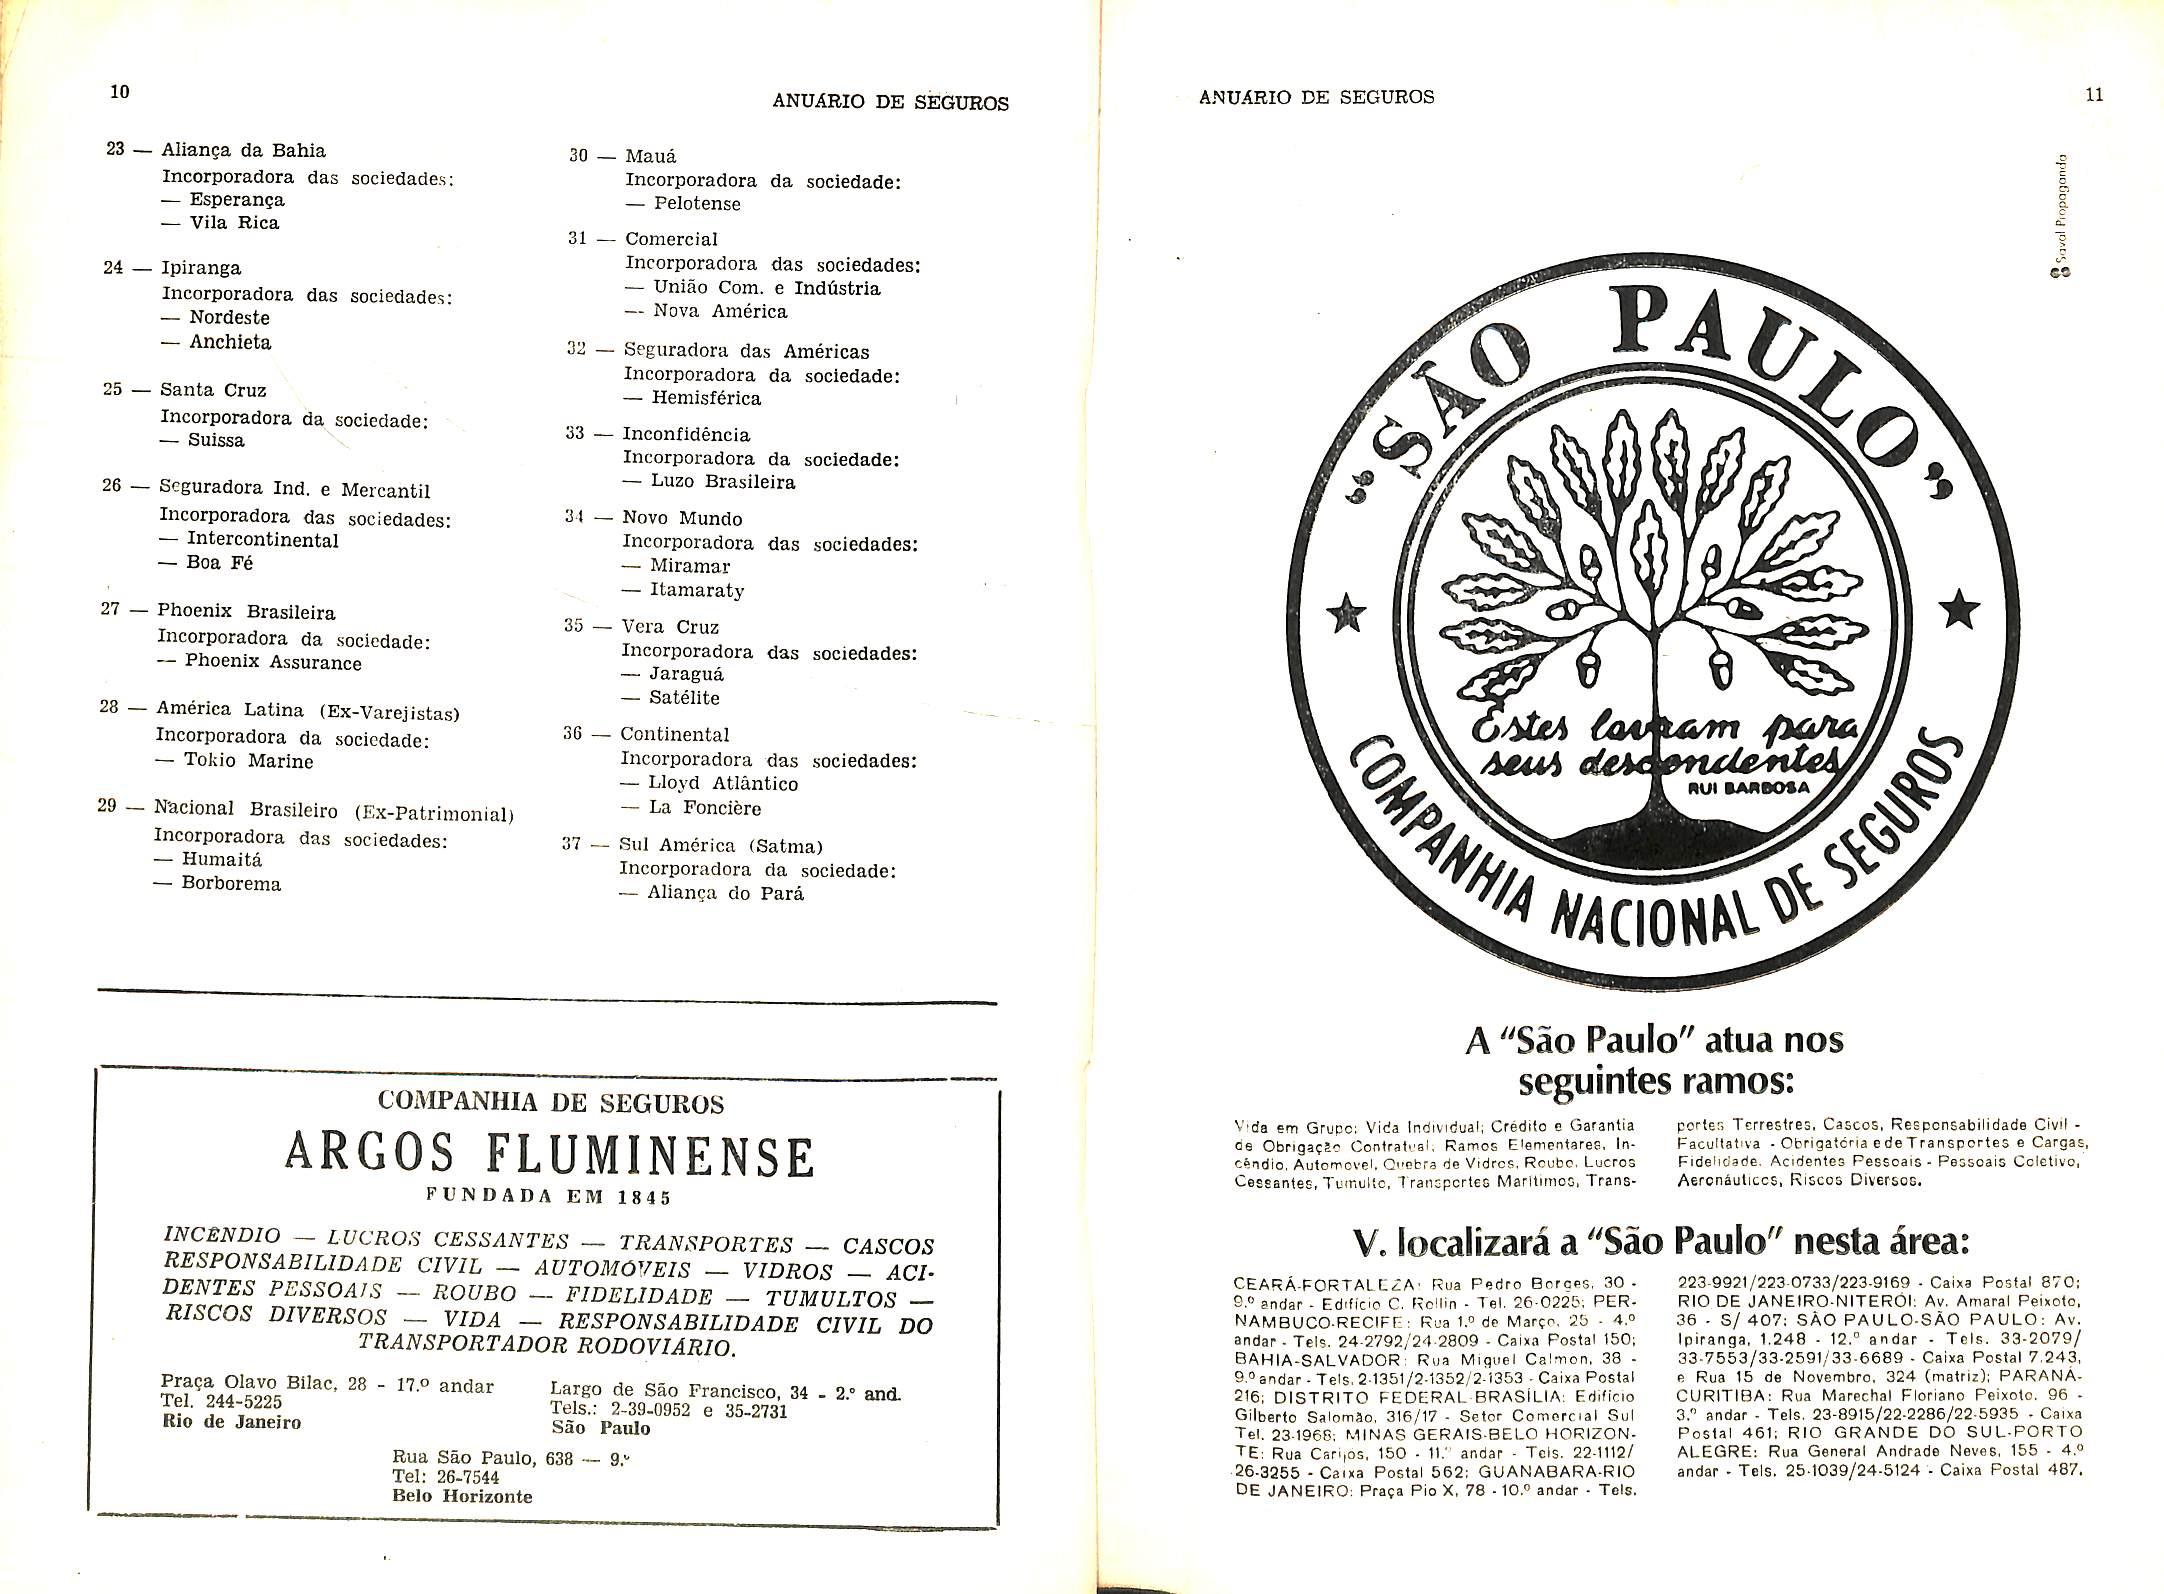 10
ANUÁRIO DE SEGUROS
23 — Aliança da Bahia
Incorporadora das sociedades:
— Esperança
— Vila Rica
24 — Ipiranga
Incorporadora das sociedades:
— Nordeste
— Anchieta
25 — Santa Cruz
Incorporadora da sociedade:
— Suissa
26 — Seguradora Ind. e Mercantil
Incorporadora das sociedades:
— Intercontinental
— Boa Fé
27 — Phoenix Brasileira
Incorporadora da sociedade:
— Phoenix Assurance
28 — América Latina (Ex-Varejistas)
Incorporadora da sociedade:
— Tokio Marine
29 — Nacional Brasileiro (Ex-Patrimonial)
Incorporadora das sociedades:
— Humaitá
— Borborema
30 — Mauá
Incorporadora da sociedade:
— Pelotense
31 — Comercial
Incorporadora das sociedades:
— União Com. e Indústria
— Nova América
32 — Seguradora das Américas
Incorporadora da sociedade:
— Hemisférica
33 — Inconfidência
Incorporadora da sociedade:
— Luzo Brasileira
34 — Novo Mundo
Incorporadora das sociedades:
— Miramar
— Itamaraty
35 — Vera Cruz
Incorporadora das sociedades:
— Jaraguá
— Satélite
36 — Continental
Incorporadora das sociedades:
— Lloyd Atlântico
— La Foncière
37 — Sul América (Satma)
Incorporadora da sociedade:
— Aliança do Pará
COMPANHIA DE SEGUROS
ARGOS FLUMINENSE
FUNDADA EM 1845
INCÊNDIO — LUCROS CESSANTES — TRANSPORTES — CASCOS
RESPONSABILIDADE CIVIL — AUTOMÓVEIS — VIDROS — ACI-
DENTES PESSOAIS — ROUBO — FIDELIDADE — TUMULTOS —
RISCOS DIVERSOS — VIDA — RESPONSABILIDADE CIVIL DO
TRANSPORTADOR RODOVIÁRIO.
Praça Olavo Bilac, 28 - 17.º andar
Tel. 244-5225
Rio de Janeiro
Largo de São Francisco, 34 - 2.º and.
Tels.: 2-39-0952 e 35-2731
São Paulo
Rua São Paulo, 638 — 9.º
Tel: 26-7544
Belo Horizonte
ANUÁRIO DE SEGUROS
11
Saval Propaganda
"SÃO PAULO"
Estes lavram para
seus descendentes
RUI BARBOSA
COMPANHIA NACIONAL DE SEGUROS
A "São Paulo" atua nos
seguintes ramos:
Vida em Grupo; Vida Individual; Crédito e Garantia
de Obrigação Contratual; Ramos Elementares, In-
cêndio, Automovel, Quebra de Vidros, Roubo, Lucros
Cessantes, Tumulto, Transportes Marítimos, Trans-
portes Terrestres, Cascos, Responsabilidade Civil -
Facultativa - Obrigatória e de Transportes e Cargas,
Fidelidade, Acidentes Pessoais - Pessoais Coletivo,
Aeronáuticos, Riscos Diversos.
V. localizará a "São Paulo" nesta área:
CEARÁ-FORTALEZA: Rua Pedro Borges, 30 -
9.º andar - Edifício C. Rollin - Tel. 26-0225; PER-
NAMBUCO-RECIFE: Rua 1.º de Março, 25 - 4.º
andar - Tels. 24-2792/24-2809 - Caixa Postal 150;
BAHIA-SALVADOR: Rua Miguel Calmon, 38 -
9.º andar - Tels. 2-1351/2-1352/2-1353 - Caixa Postal
216; DISTRITO FEDERAL-BRASÍLIA: Edifício
Gilberto Salomão, 316/17 - Setor Comercial Sul
Tel. 23-1968; MINAS GERAIS-BELO HORIZON-
TE: Rua Carijos, 150 - 11.º andar - Tels. 22-1112/
26-3255 - Caixa Postal 562; GUANABARA-RIO
DE JANEIRO: Praça Pio X, 78 - 10.º andar - Tels.
223-9921/223-0733/223-9169 - Caixa Postal 870;
RIO DE JANEIRO-NITERÓI: Av. Amaral Peixoto,
36 - S/ 407; SÃO PAULO-SÃO PAULO: Av.
Ipiranga, 1.248 - 12.º andar - Tels. 33-2079/
33-7553/33-2591/33-6689 - Caixa Postal 7.243,
e Rua 15 de Novembro, 324 (matriz); PARANÁ-
CURITIBA: Rua Marechal Floriano Peixoto, 96 -
3.º andar - Tels. 23-8915/22-2286/22-5935 - Caixa
Postal 461; RIO GRANDE DO SUL-PORTO
ALEGRE: Rua General Andrade Neves, 155 - 4.º
andar - Tels. 25-1039/24-5124 - Caixa Postal 487.